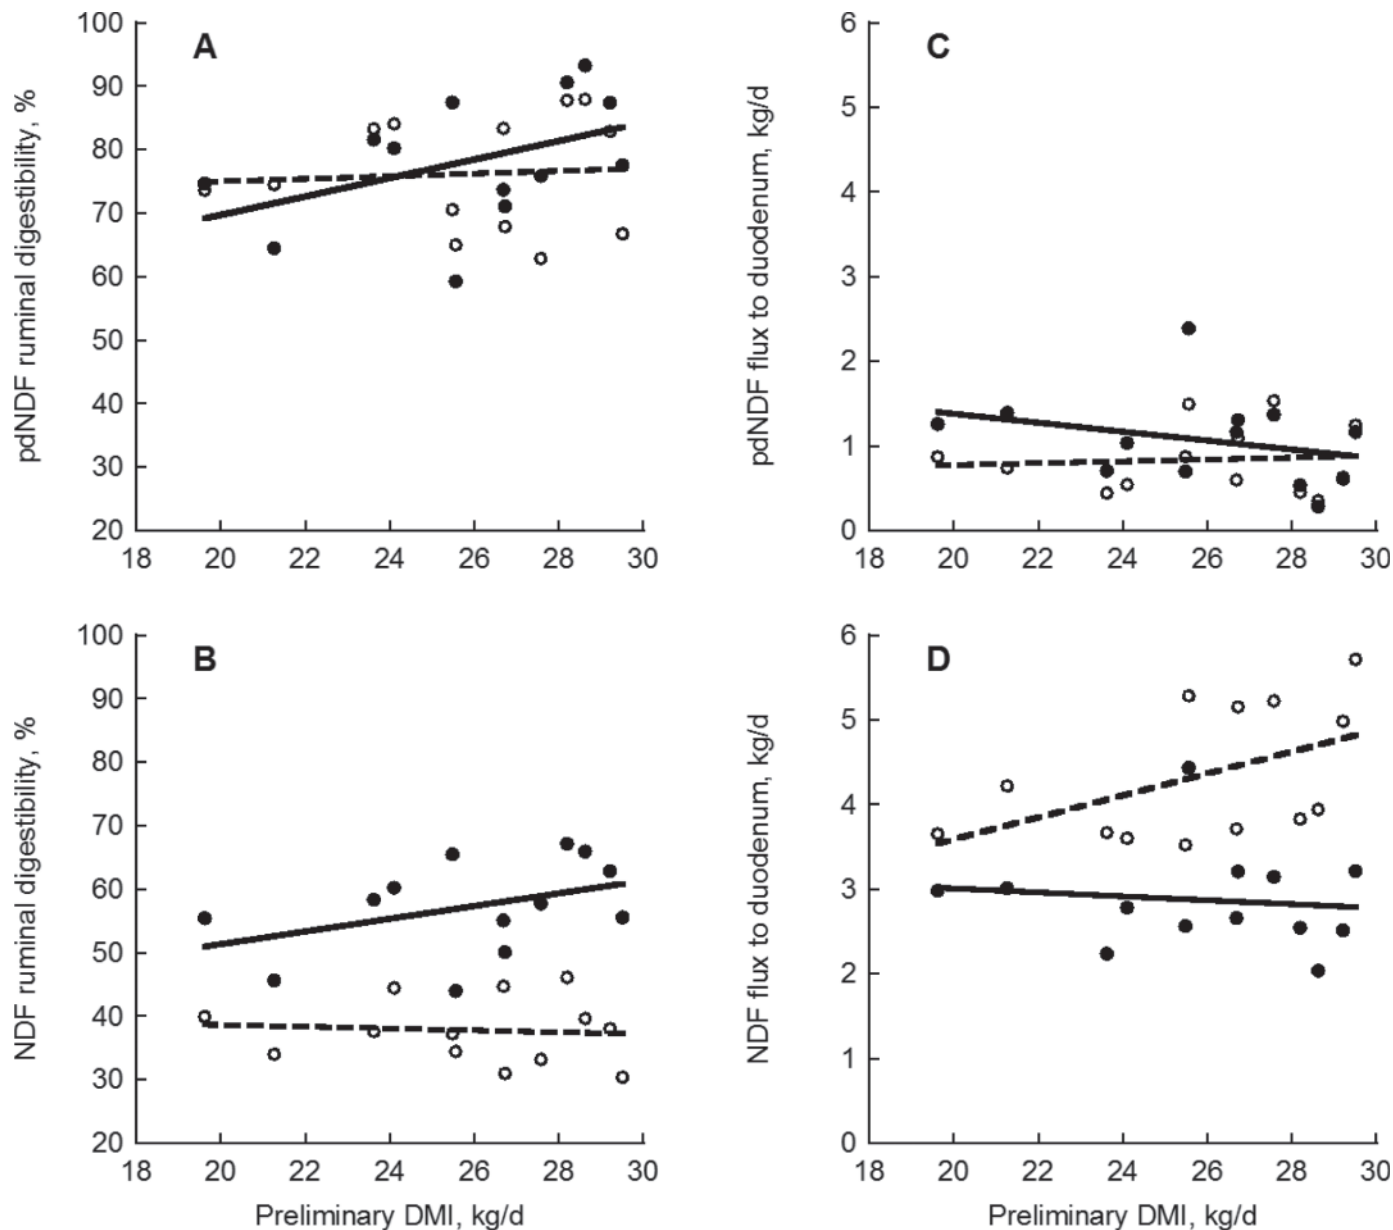 A
pdNDF ruminal digestibility, %
100
90
80
70
60
50
40
30
20
18 20 22 24 26 28 30
C
pdNDF flux to duodenum, kg/d
6
5
4
3
2
1
0
18 20 22 24 26 28 30
B
NDF ruminal digestibility, %
100
90
80
70
60
50
40
30
20
18 20 22 24 26 28 30
Preliminary DMI, kg/d
D
NDF flux to duodenum, kg/d
6
5
4
3
2
1
0
18 20 22 24 26 28 30
Preliminary DMI, kg/d